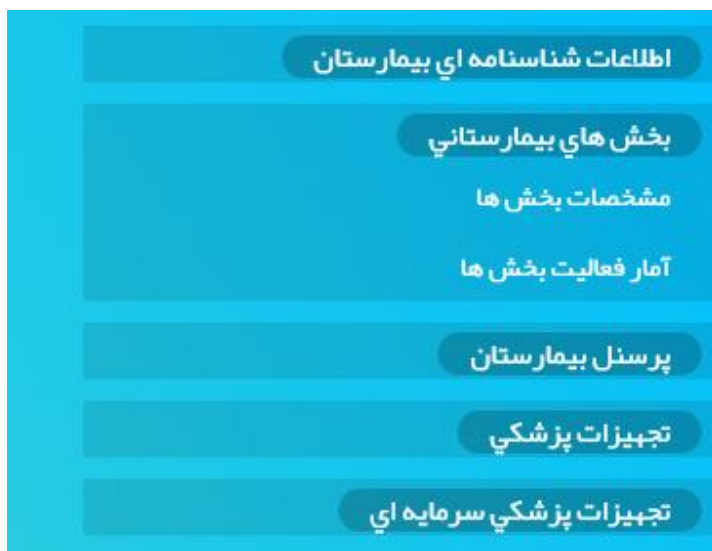 اطلاعات شناسنامه اي بيمارستان
بخش هاي بيمارستاني
مشخصات بخش ها
آمار فعاليت بخش ها
پرسنل بيمارستان
تجهيزات پزشكي
تجهيزات پزشكي سرمايه اي